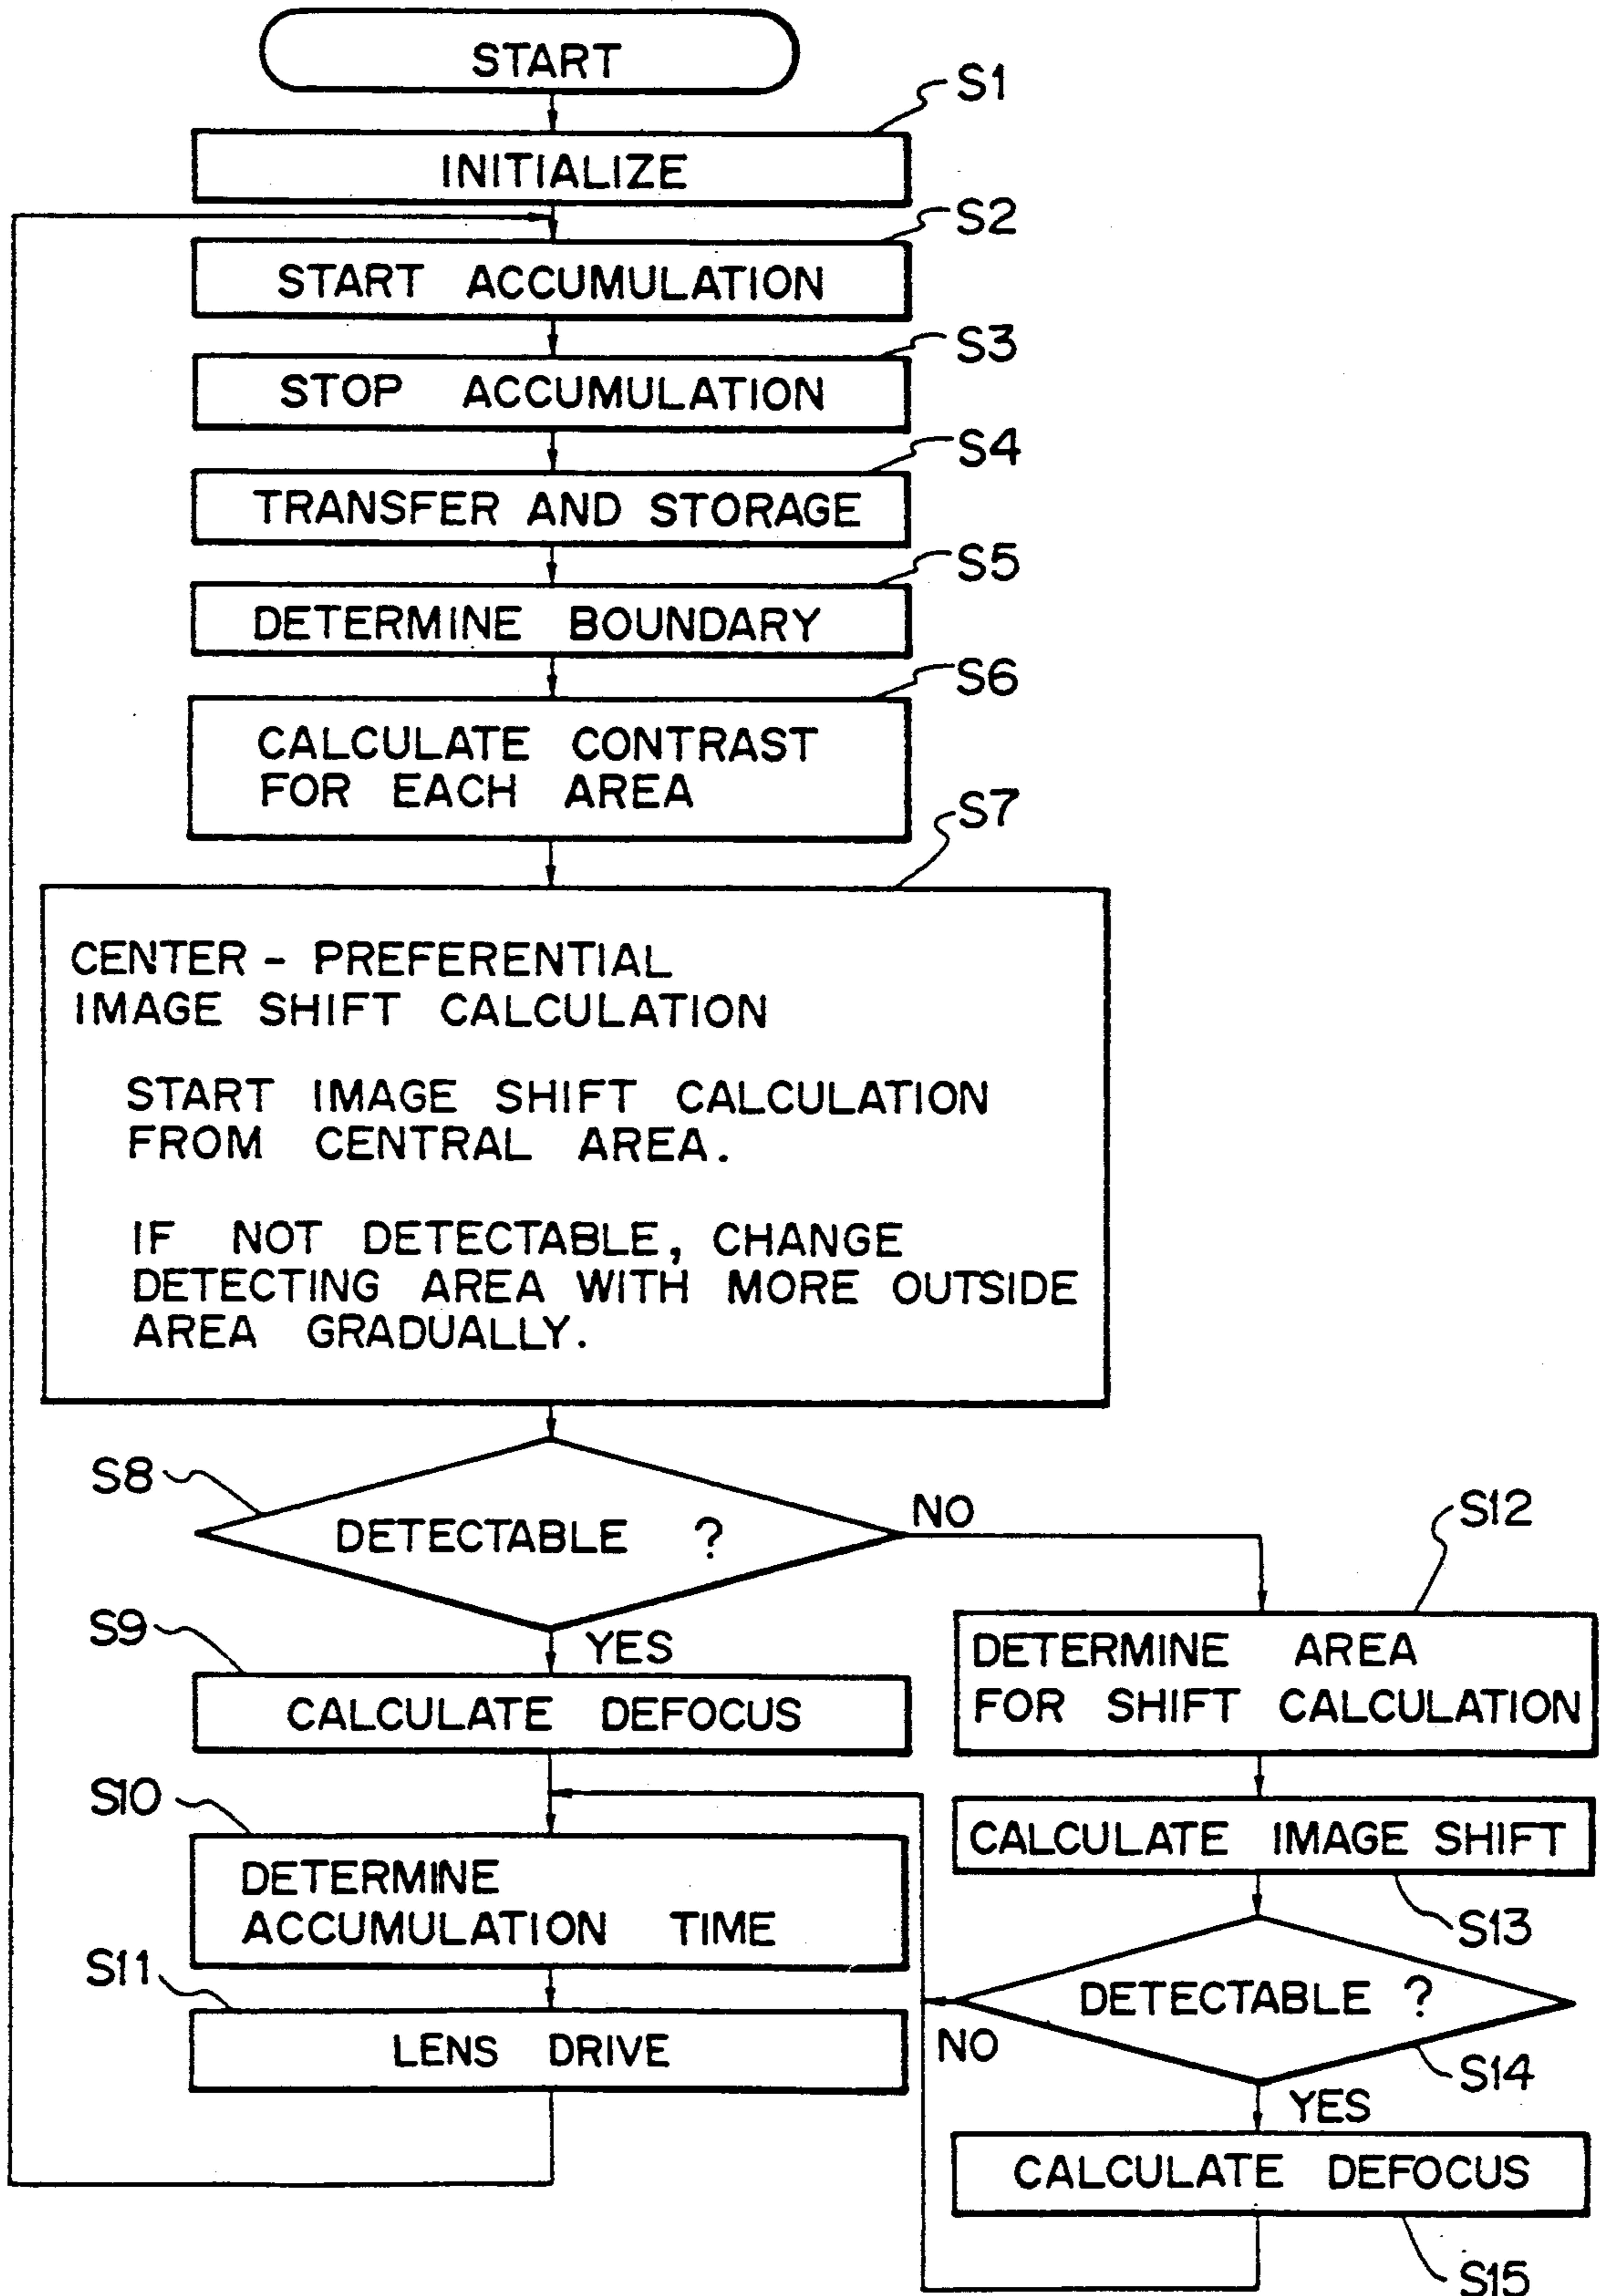 START
S1
INITIALIZE
S2
START ACCUMULATION
S3
STOP ACCUMULATION
S4
TRANSFER AND STORAGE
S5
DETERMINE BOUNDARY
S6
CALCULATE CONTRAST
FOR EACH AREA
S7
CENTER - PREFERENTIAL
IMAGE SHIFT CALCULATION
START IMAGE SHIFT CALCULATION
FROM CENTRAL AREA.
IF NOT DETECTABLE, CHANGE
DETECTING AREA WITH MORE OUTSIDE
AREA GRADUALLY.
S8
DETECTABLE ?
NO
YES
S9
CALCULATE DEFOCUS
S10
DETERMINE
ACCUMULATION TIME
S11
LENS DRIVE
S12
DETERMINE AREA
FOR SHIFT CALCULATION
CALCULATE IMAGE SHIFT
S13
DETECTABLE ?
NO
S14
YES
CALCULATE DEFOCUS
S15